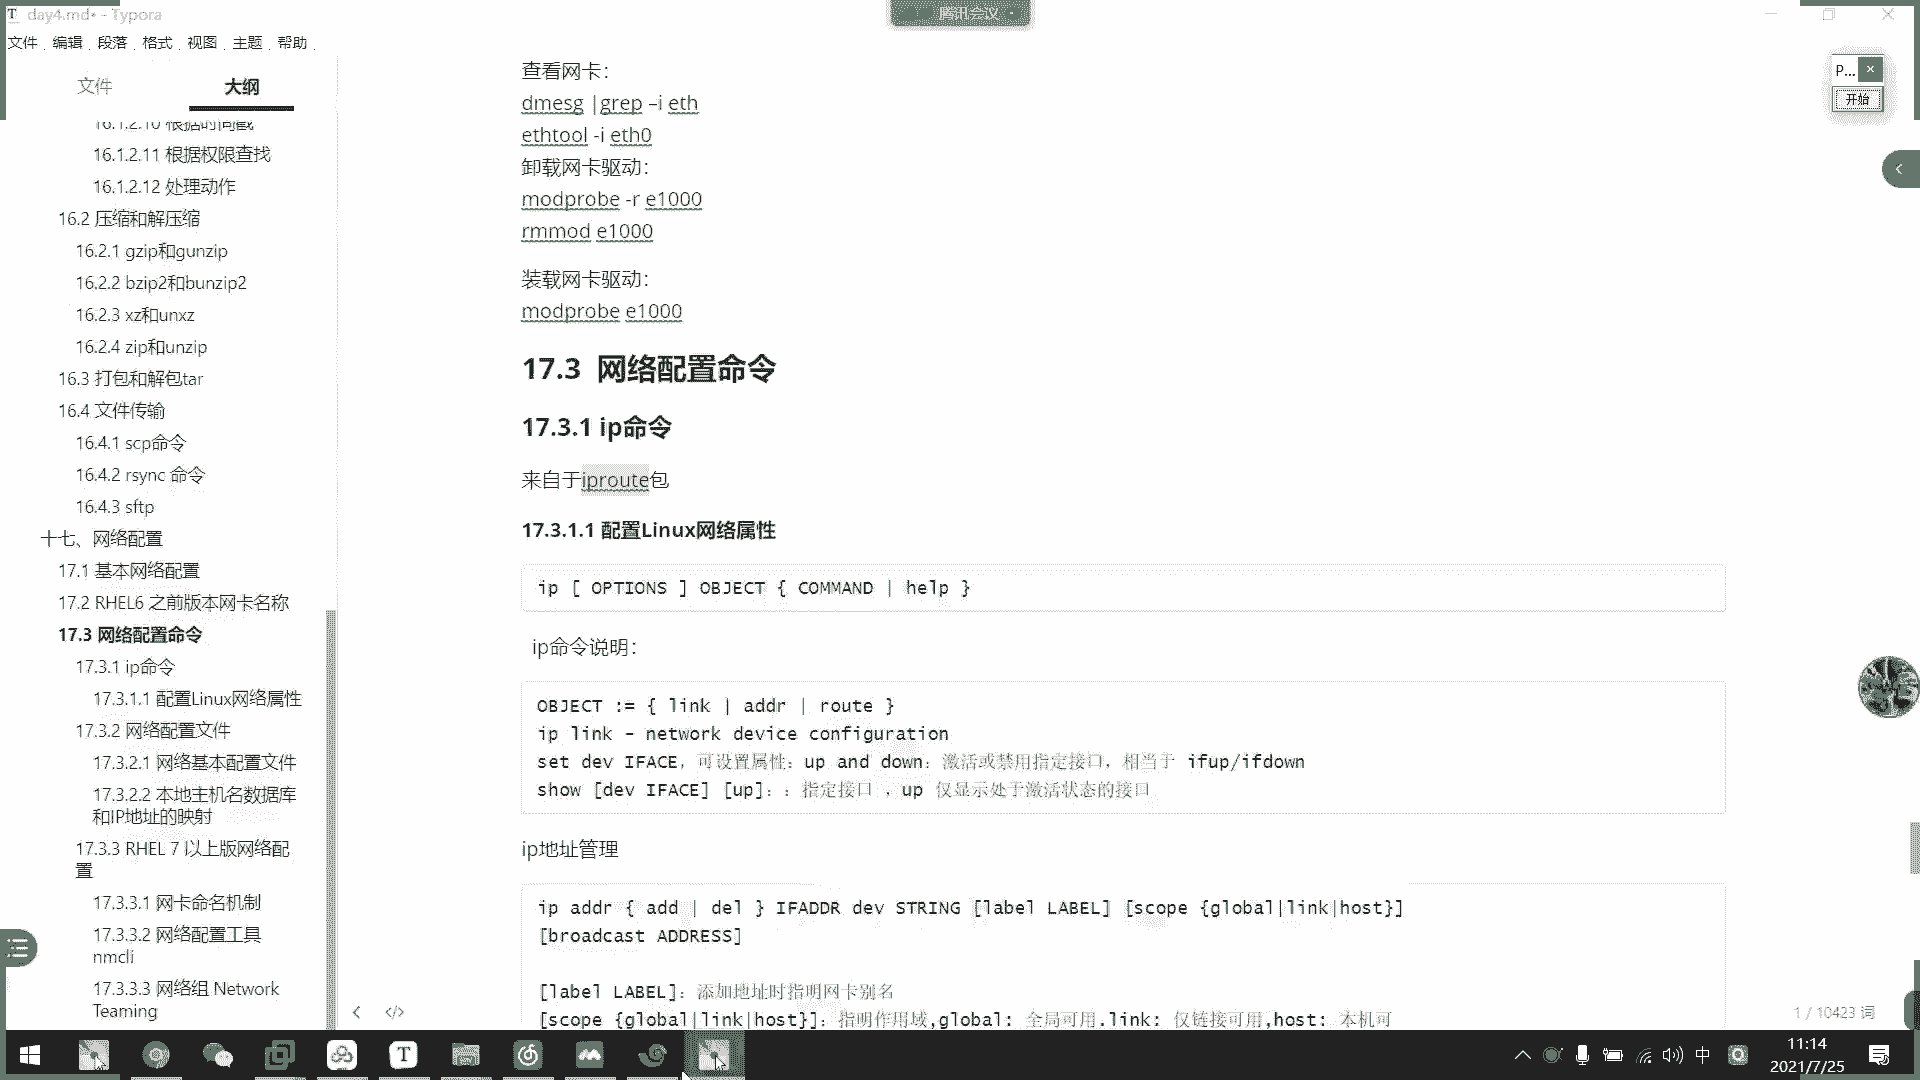 day4.md• - Typora
腾讯会议
文件 编辑 段落 格式 视图 主题 帮助
文件
大纲
16.1.2.10 根据时间戳
16.1.2.11 根据权限查找
16.1.2.12 处理动作
16.2 压缩和解压缩
16.2.1 gzip和gunzip
16.2.2 bzip2和bunzip2
16.2.3 xz和unxz
16.2.4 zip和unzip
16.3 打包和解包tar
16.4 文件传输
16.4.1 scp命令
16.4.2 rsync 命令
16.4.3 sftp
十七、网络配置
17.1 基本网络配置
17.2 RHEL6 之前版本网卡名称
17.3 网络配置命令
17.3.1 ip命令
17.3.1.1 配置Linux网络属性
17.3.2 网络配置文件
17.3.2.1 网络基本配置文件
17.3.2.2 本地主机名数据库
和IP地址的映射
17.3.3 RHEL 7 以上版网络配
置
17.3.3.1 网卡命名机制
17.3.3.2 网络配置工具
nmcli
17.3.3.3 网络组 Network
Teaming
查看网卡：
dmesg |grep –i eth
ethtool -i eth0
卸载网卡驱动：
modprobe -r e1000
rmmod e1000
装载网卡驱动：
modprobe e1000
17.3 网络配置命令
17.3.1 ip命令
来自于iproute包
17.3.1.1 配置Linux网络属性
ip [ OPTIONS ] OBJECT { COMMAND | help }
ip命令说明：
OBJECT := { link | addr | route }
ip link – network device configuration
set dev IFACE，可设置属性：up and down：激活或禁用指定接口，相当于 ifup/ifdown
show [dev IFACE] [up]：：指定接口 ，up 仅显示处于激活状态的接口
ip地址管理
ip addr { add | del } IFADDR dev STRING [label LABEL] [scope {global|link|host}]
[broadcast ADDRESS]
[label LABEL]：添加地址时指明网卡别名
[scope {global|link|host}]：指明作用域,global: 全局可用.link: 仅链接可用,host: 本机可
P...
开始
1 / 10423 词
中
11:14
2021/7/25